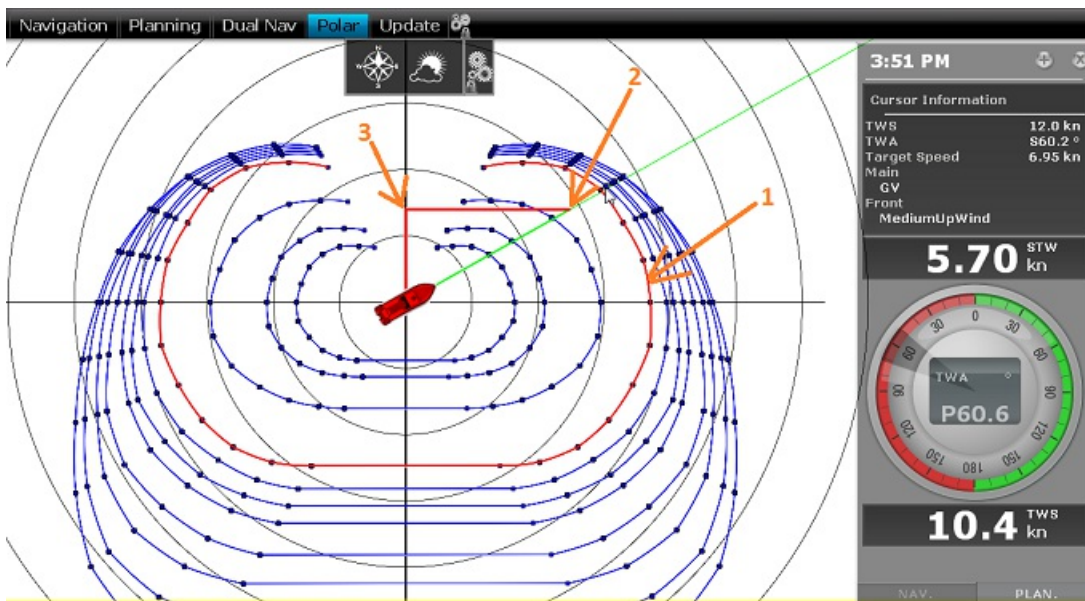 Navigation Planning Dual Nav Polar Update
N
W E
S
3:51 PM
Cursor Information
TWS 12.0 kn
TWA S60.2 °
Target Speed 6.95 kn
Main
GV
Front
MediumUpWind
5.70 STW kn
0
30 30
60 60
90 90
120 120
150 150
180
TWA °
P60.6
10.4 TWS kn
NAV. PLAN.
3
2
1